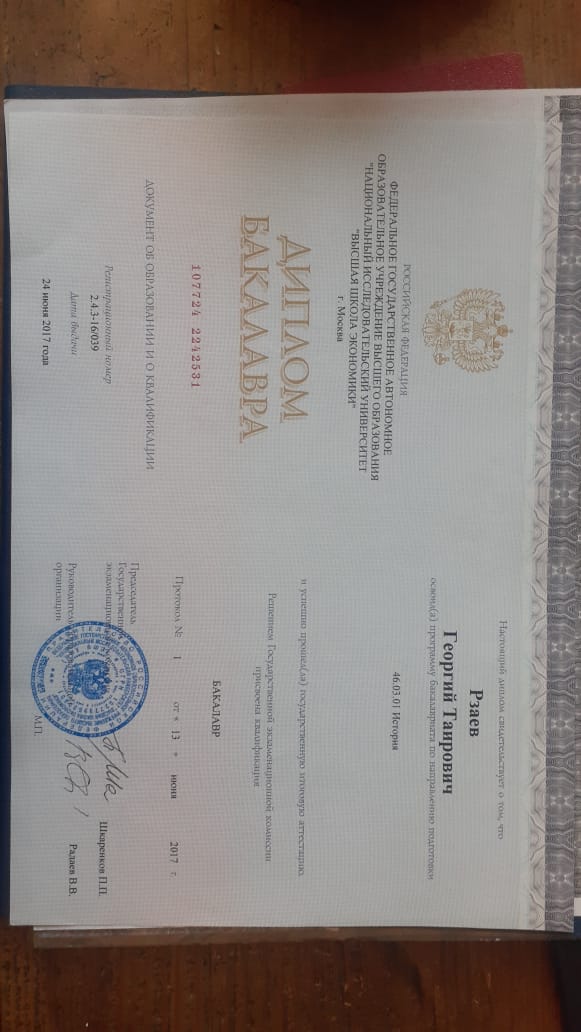 РОССИЙСКАЯ ФЕДЕРАЦИЯ
ФЕДЕРАЛЬНОЕ ГОСУДАРСТВЕННОЕ АВТОНОМНОЕ
ОБРАЗОВАТЕЛЬНОЕ УЧРЕЖДЕНИЕ ВЫСШЕГО ОБРАЗОВАНИЯ
"НАЦИОНАЛЬНЫЙ ИССЛЕДОВАТЕЛЬСКИЙ УНИВЕРСИТЕТ
"ВЫСШАЯ ШКОЛА ЭКОНОМИКИ"
г. Москва
ДИПЛОМ
БАКАЛАВРА
107724 2242531
ДОКУМЕНТ ОБ ОБРАЗОВАНИИ И О КВАЛИФИКАЦИИ
Регистрационный номер
2.4.3-16/039
Дата выдачи
24 июня 2017 года
Настоящий диплом свидетельствует о том, что
Рзаев
Георгий Таирович
освоил(а) программу бакалавриата по направлению подготовки
46.03.01 История
и успешно прошел(ла) государственную итоговую аттестацию.
Решением Государственной экзаменационной комиссии
присвоена квалификация
БАКАЛАВР
Протокол № 1 от « 13 » июня 2017 г.
Председатель
Государственной
экзаменационной
Шкаренков П.П.
Руководитель
организации
Радаев В.В.
М.П.